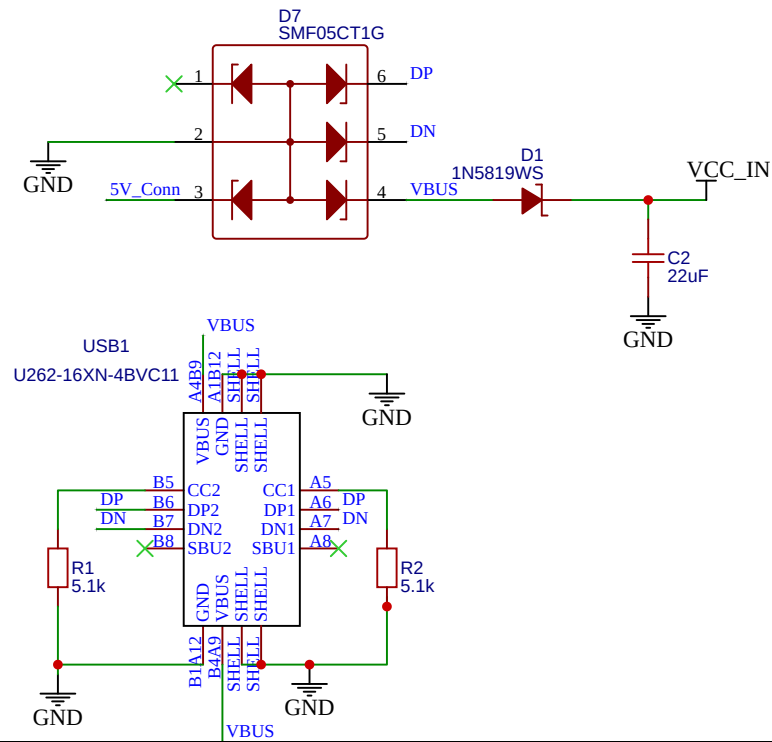 D7
SMF05CT1G
1
6
DP
2
5
DN
GND
5V_Conn
3
4
VBUS
D1
1N5819WS
VCC_IN
C2
22uF
GND
USB1
U262-16XN-4BVC11
VBUS
A4B9
A1B12
SHELL
SHELL
GND
VBUS
GND
SHELL
SHELL
B5
CC2
CC1
A5
DP
B6
DP2
DP1
A6
DP
DN
B7
DN2
DN1
A7
DN
B8
SBU2
SBU1
A8
R1
5.1k
R2
5.1k
GND
VBUS
SHELL
SHELL
B1A12
B4A9
SHELL
SHELL
GND
GND
VBUS